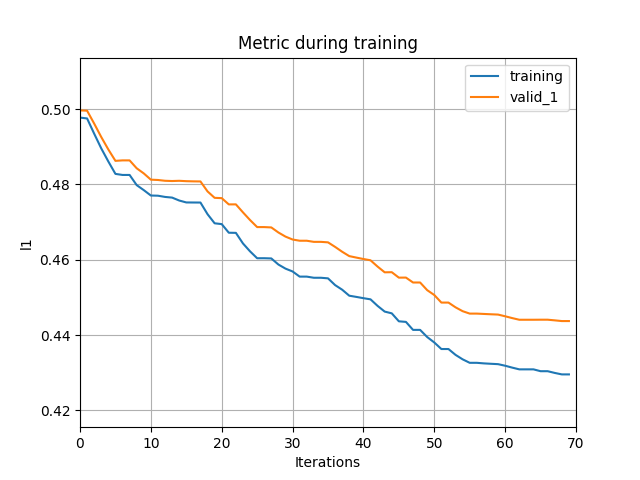 Metric during training
training
valid_1
0.50
0.48
0.46
0.44
0.42
l1
0 10 20 30 40 50 60 70
Iterations